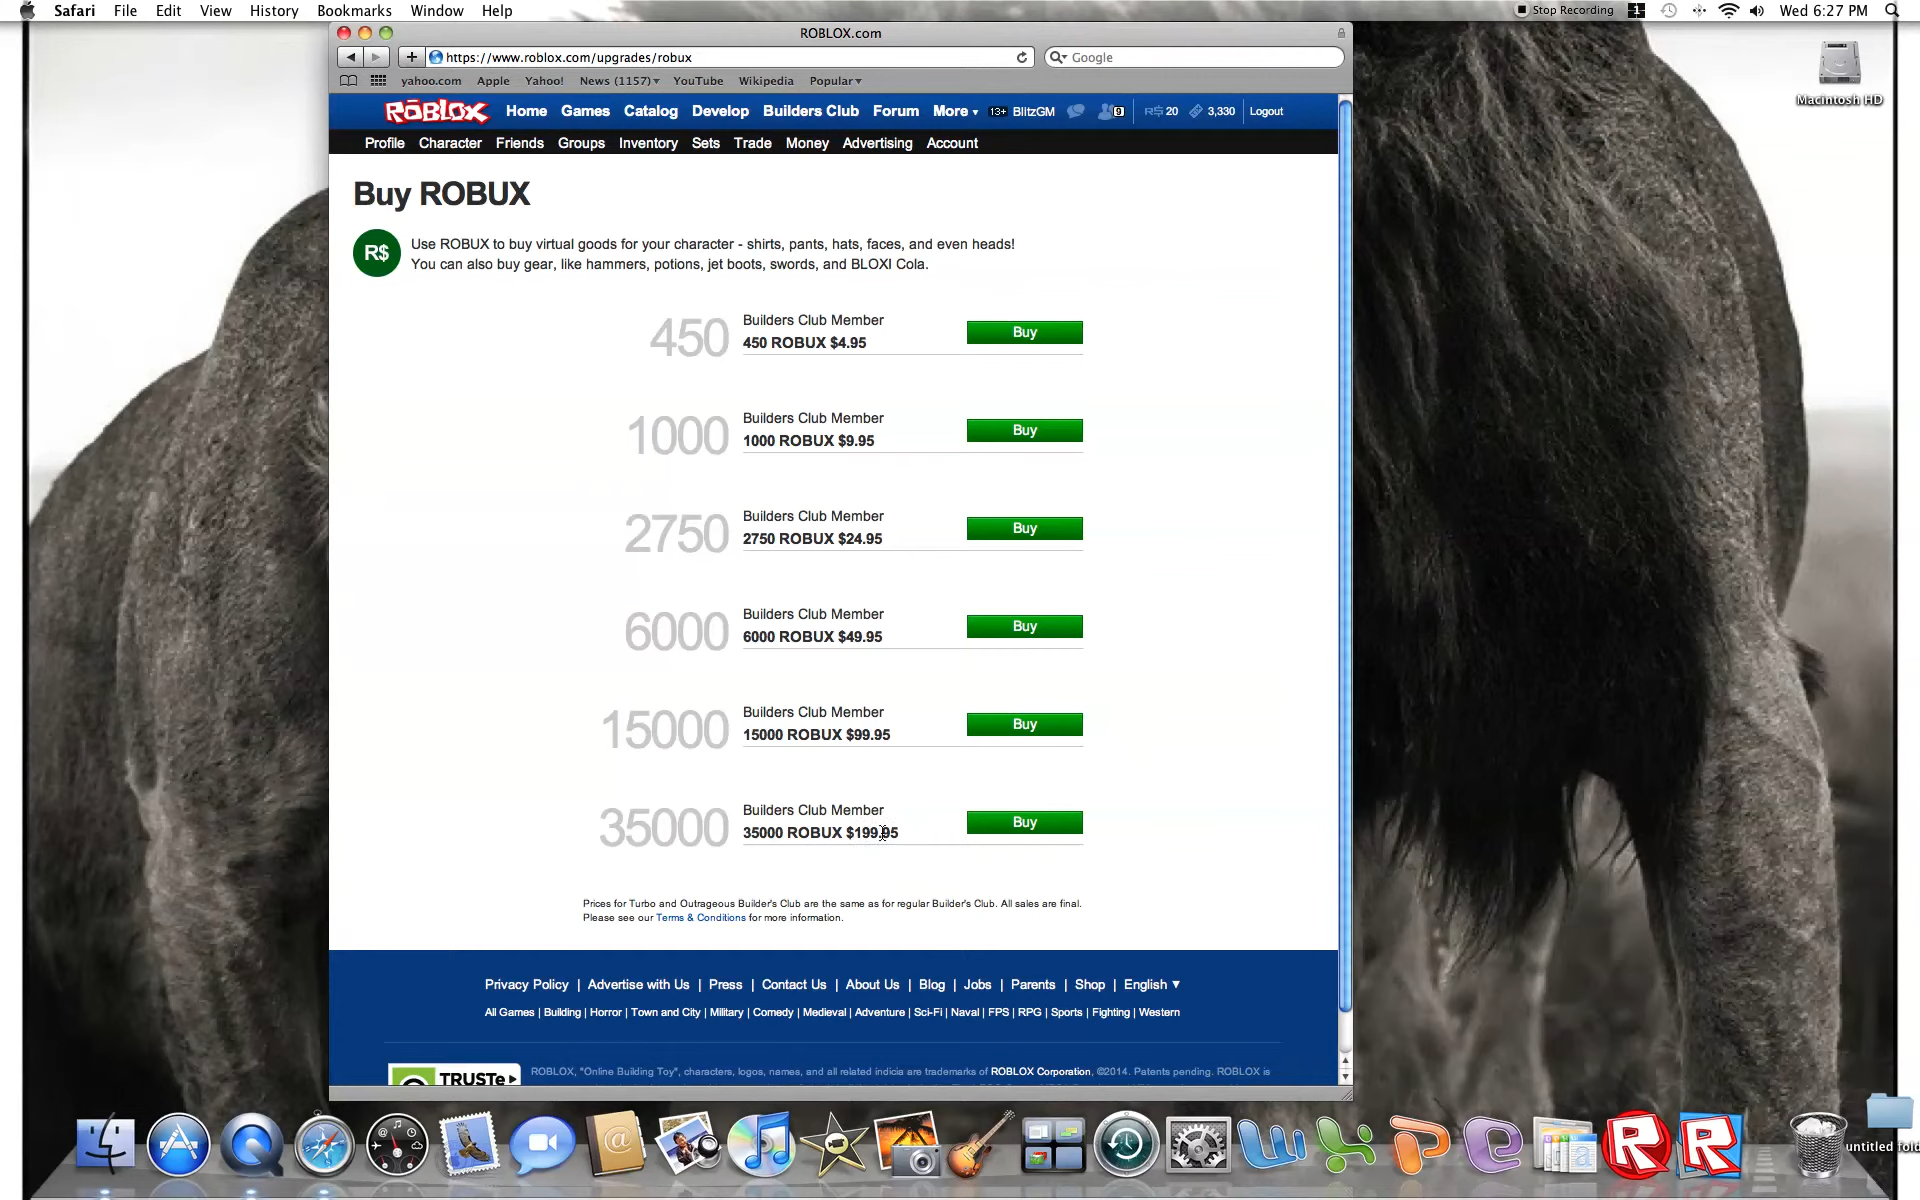 Safari File Edit View History Bookmarks Window Help Stop Recording 1 Wed 6:27 PM
ROBLOX.com
https://www.roblox.com/upgrades/robux Google
yahoo.com Apple Yahoo! News (1157)▾ YouTube Wikipedia Popular▾
Macintosh HD
ROBLOX Home Games Catalog Develop Builders Club Forum More 13+ BlitzGM 9 R$ 20 3,330 Logout
Profile Character Friends Groups Inventory Sets Trade Money Advertising Account
Buy ROBUX
R$
Use ROBUX to buy virtual goods for your character - shirts, pants, hats, faces, and even heads!
You can also buy gear, like hammers, potions, jet boots, swords, and BLOXI Cola.
450 Builders Club Member Buy
450 ROBUX $4.95
1000 Builders Club Member Buy
1000 ROBUX $9.95
2750 Builders Club Member Buy
2750 ROBUX $24.95
6000 Builders Club Member Buy
6000 ROBUX $49.95
15000 Builders Club Member Buy
15000 ROBUX $99.95
35000 Builders Club Member Buy
35000 ROBUX $199.95
Prices for Turbo and Outrageous Builder's Club are the same as for regular Builder's Club. All sales are final.
Please see our Terms & Conditions for more information.
Privacy Policy | Advertise with Us | Press | Contact Us | About Us | Blog | Jobs | Parents | Shop | English ▼
All Games | Building | Horror | Town and City | Military | Comedy | Medieval | Adventure | Sci-Fi | Naval | FPS | RPG | Sports | Fighting | Western
TRUSTe
ROBLOX, "Online Building Toy", characters, logos, names, and all related indicia are trademarks of ROBLOX Corporation, ©2014. Patents pending. ROBLOX is
untitled fold